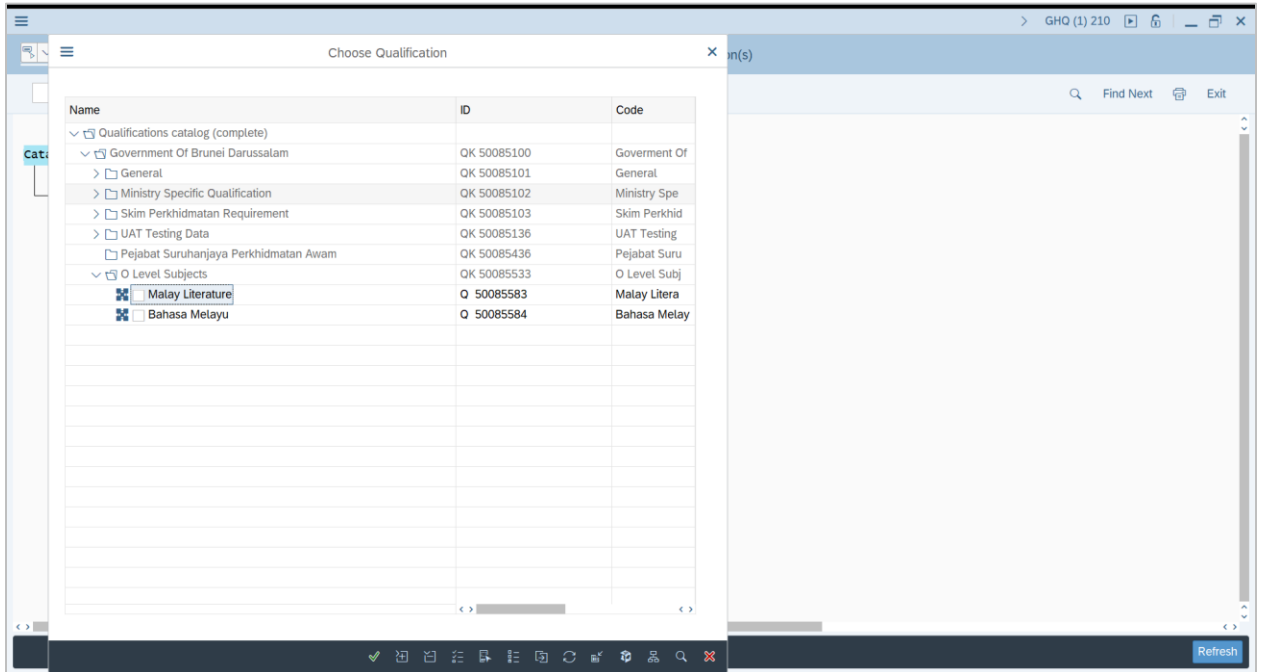 GHQ (1) 210
Choose Qualification
on(s)
Find Next Exit
Name ID Code
Qualifications catalog (complete)
Government Of Brunei Darussalam QK 50085100 Goverment Of
General QK 50085101 General
Ministry Specific Qualification QK 50085102 Ministry Spe
Skim Perkhidmatan Requirement QK 50085103 Skim Perkhid
UAT Testing Data QK 50085136 UAT Testing
Pejabat Suruhanjaya Perkhidmatan Awam QK 50085436 Pejabat Suru
O Level Subjects QK 50085533 O Level Subj
Malay Literature Q 50085583 Malay Litera
Bahasa Melayu Q 50085584 Bahasa Melay
Cata
Refresh